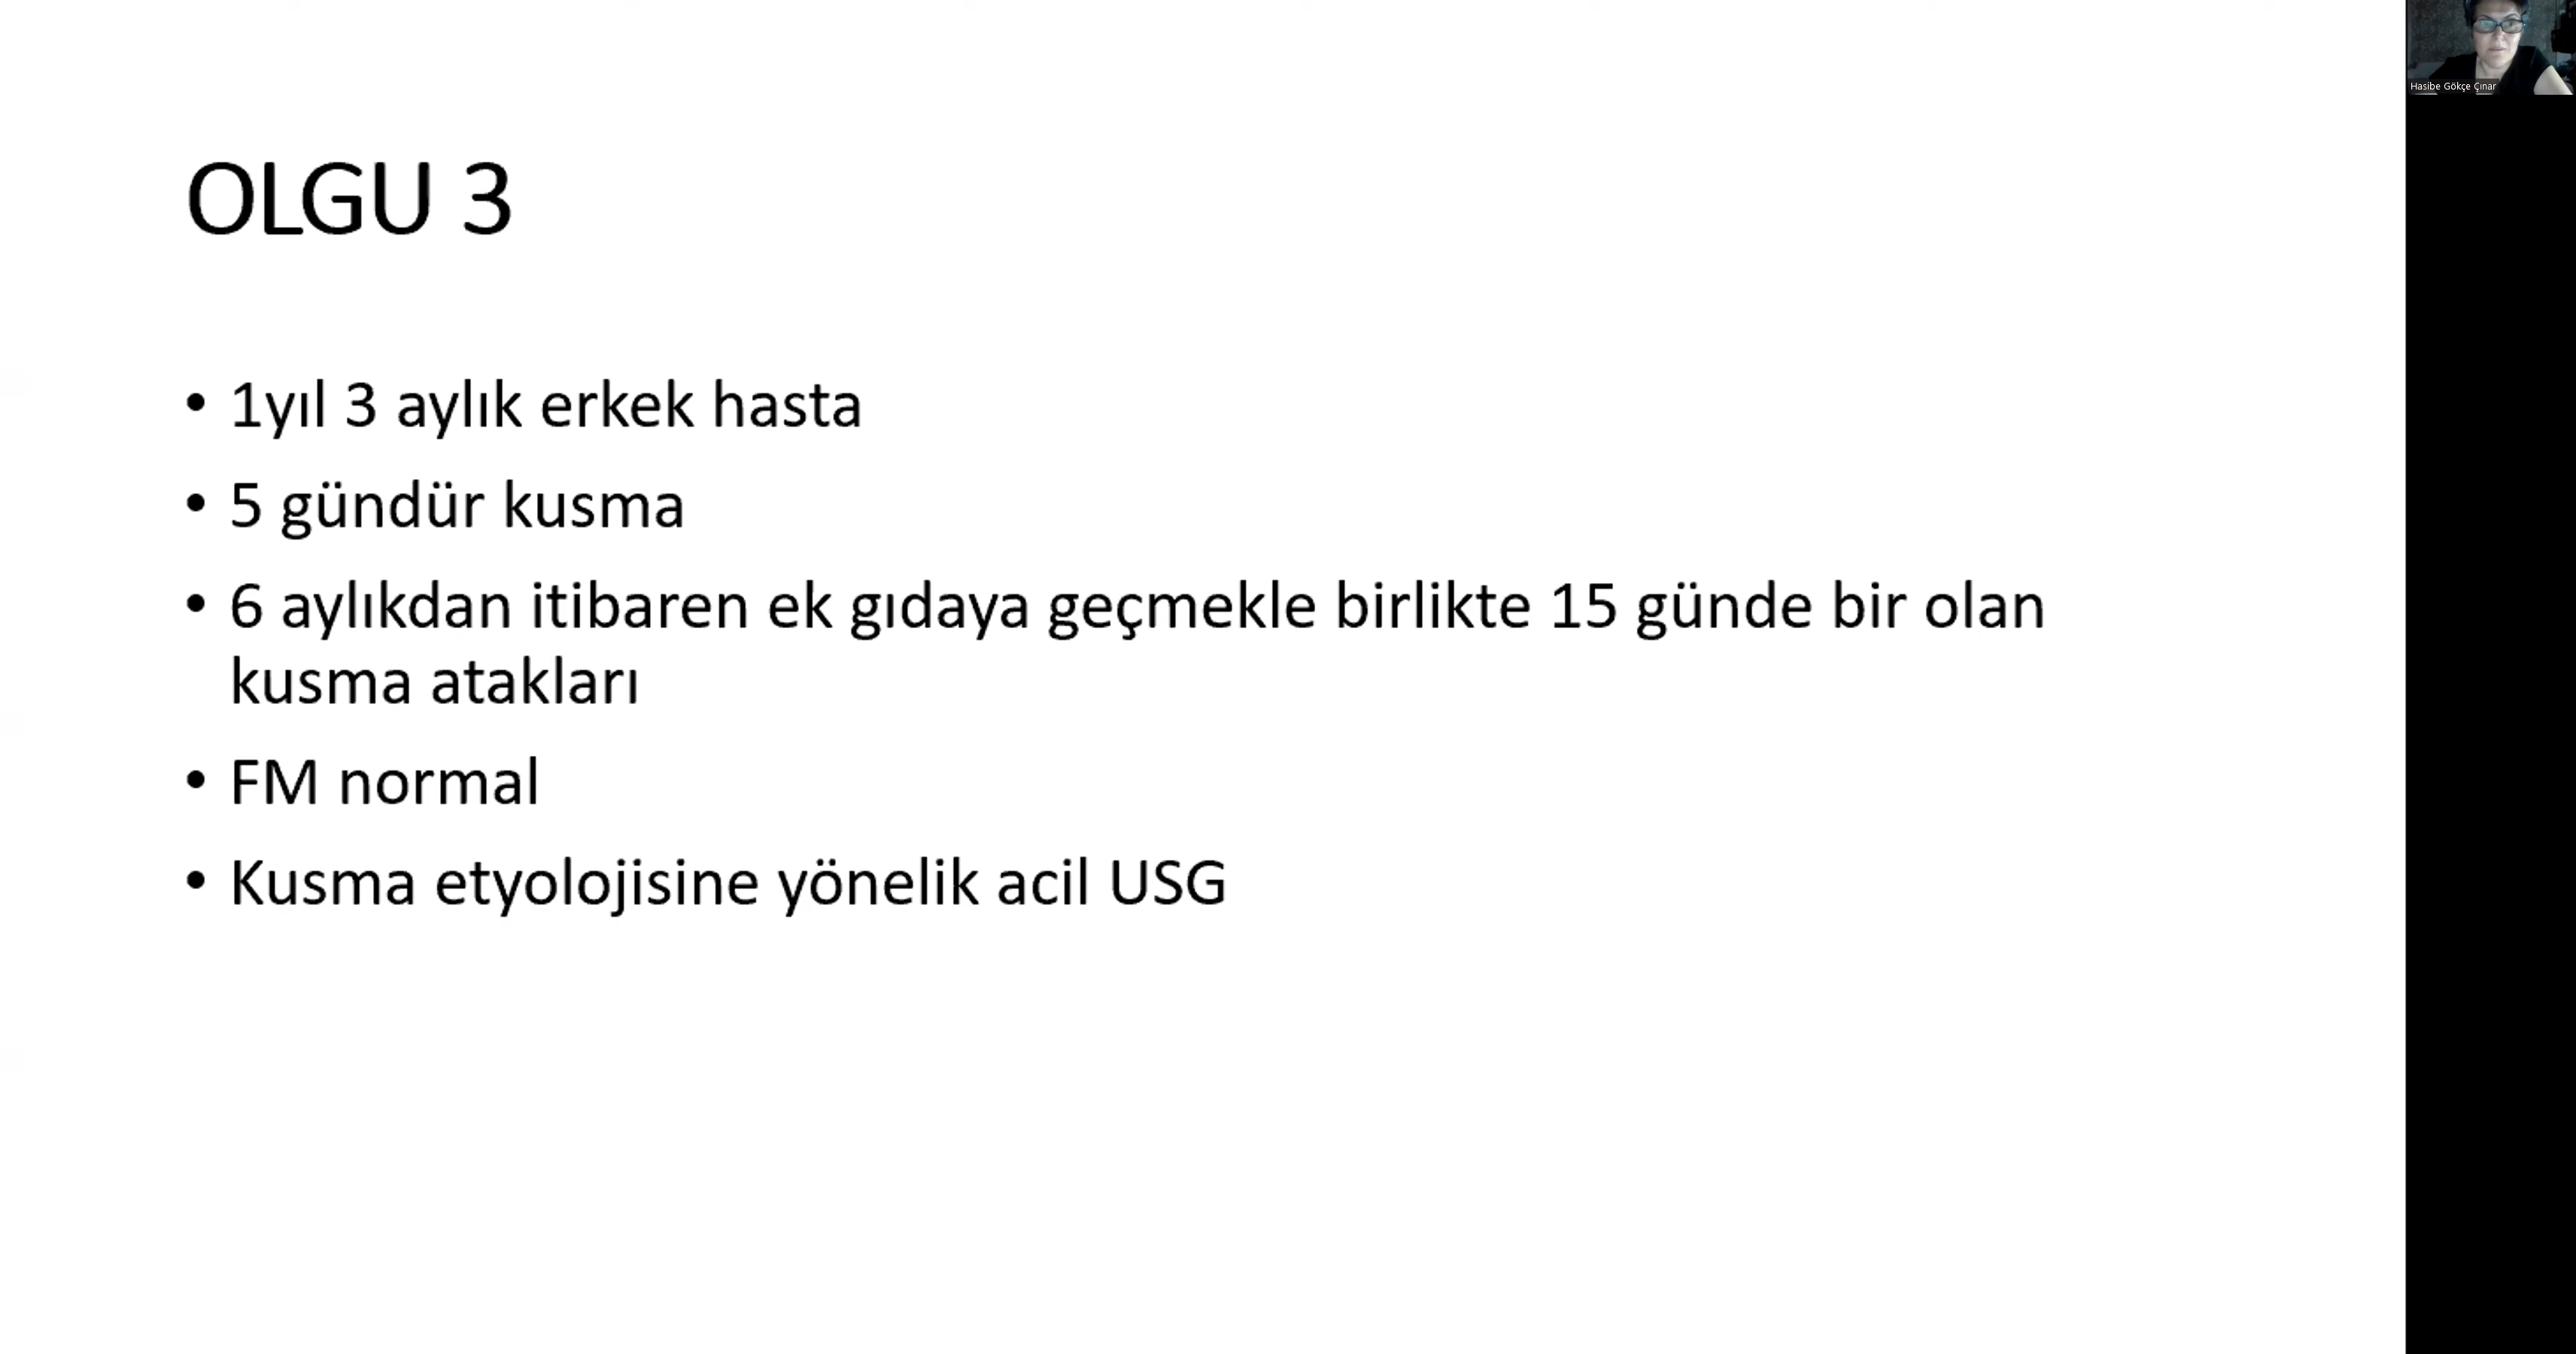 OLGU 3
• 1yıl 3 aylık erkek hasta
• 5 gündür kusma
• 6 aylıkdan itibaren ek gıdaya geçmekle birlikte 15 günde bir olan
kusma atakları
• FM normal
• Kusma etyolojisine yönelik acil USG
Hasibe Gökçe Çınar